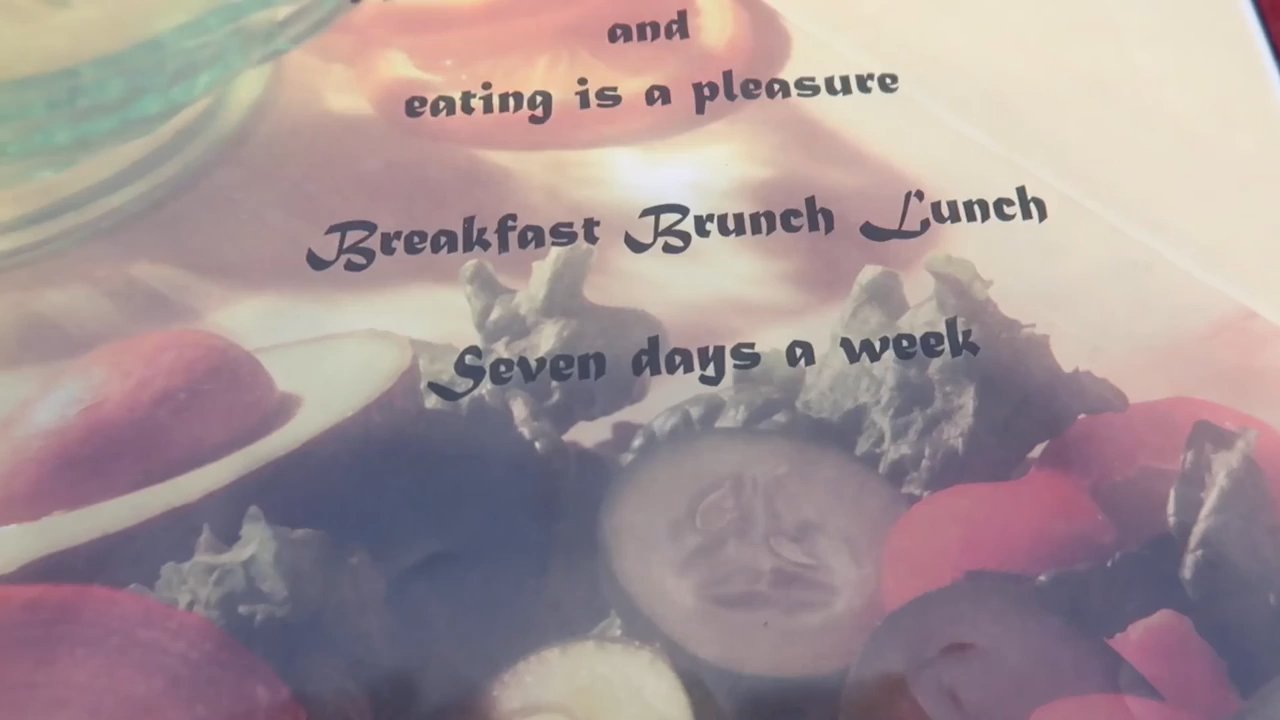 and
eating is a pleasure
Breakfast Brunch Lunch
Seven days a week